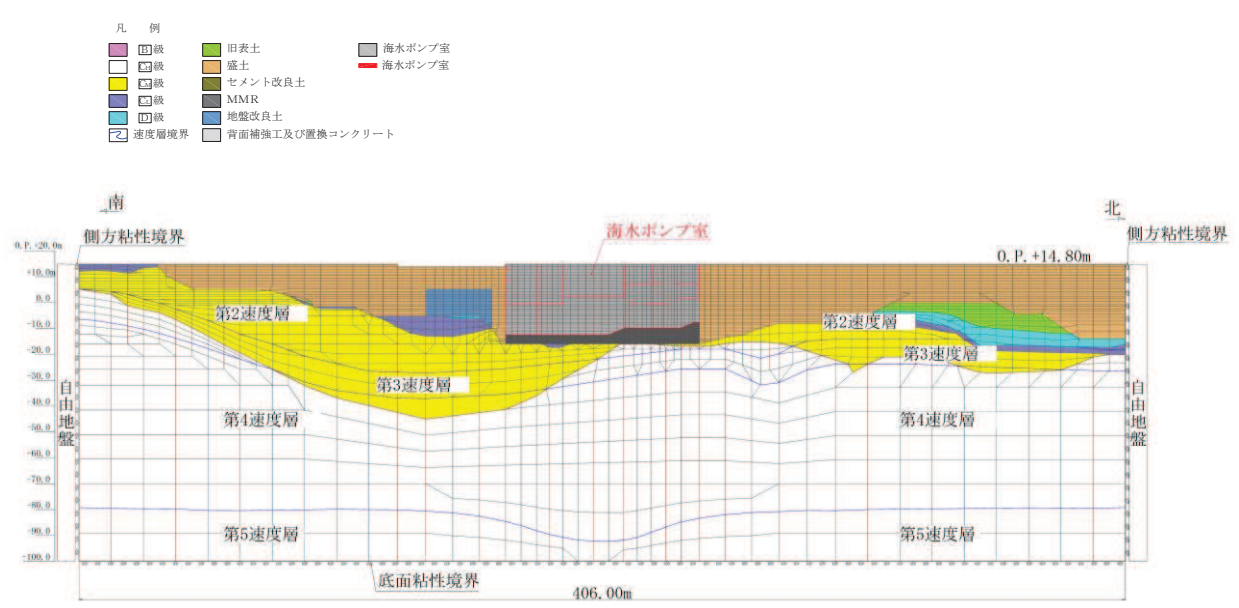 凡 例
B級 旧表土 海水ポンプ室
CH級 盛土 海水ポンプ室
CM級 セメント改良土
CL級 MMR
D級 地盤改良土
速度層境界 背面補強工及び置換コンクリート
南
北
側方粘性境界
海水ポンプ室
側方粘性境界
O.P.+20.0m
O.P.+14.80m
+10.0m
0.0
-10.0
-20.0
-30.0
-40.0
-50.0
-60.0
-70.0
-80.0
-90.0
-100.0
第2速度層
第2速度層
第3速度層
第3速度層
自由地盤
自由地盤
第4速度層
第4速度層
第5速度層
第5速度層
底面粘性境界
406.00m